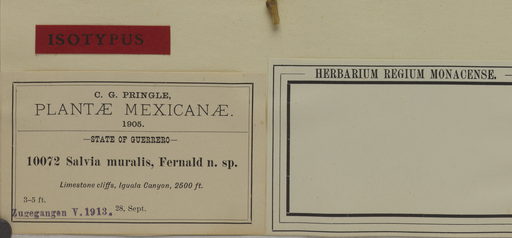 ISOTYPUS
C. G. PRINGLE,
PLANTÆ MEXICANÆ.
1905.
—STATE OF GUERRERO—
10072 Salvia muralis, Fernald n. sp.
Limestone cliffs, Iguala Canyon, 2500 ft.
3-5 ft.
28, Sept.
Zugegangen V. 1913.
HERBARIUM REGIUM MONACENSE.